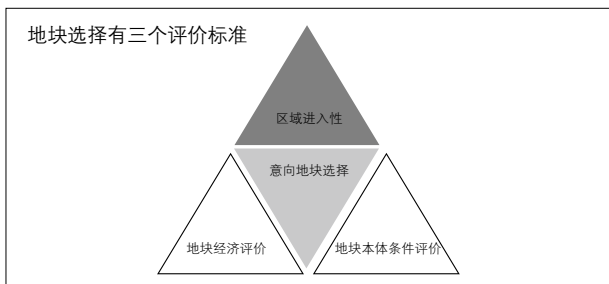 地块选择有三个评价标准
区域进入性
意向地块选择
地块经济评价
地块本体条件评价